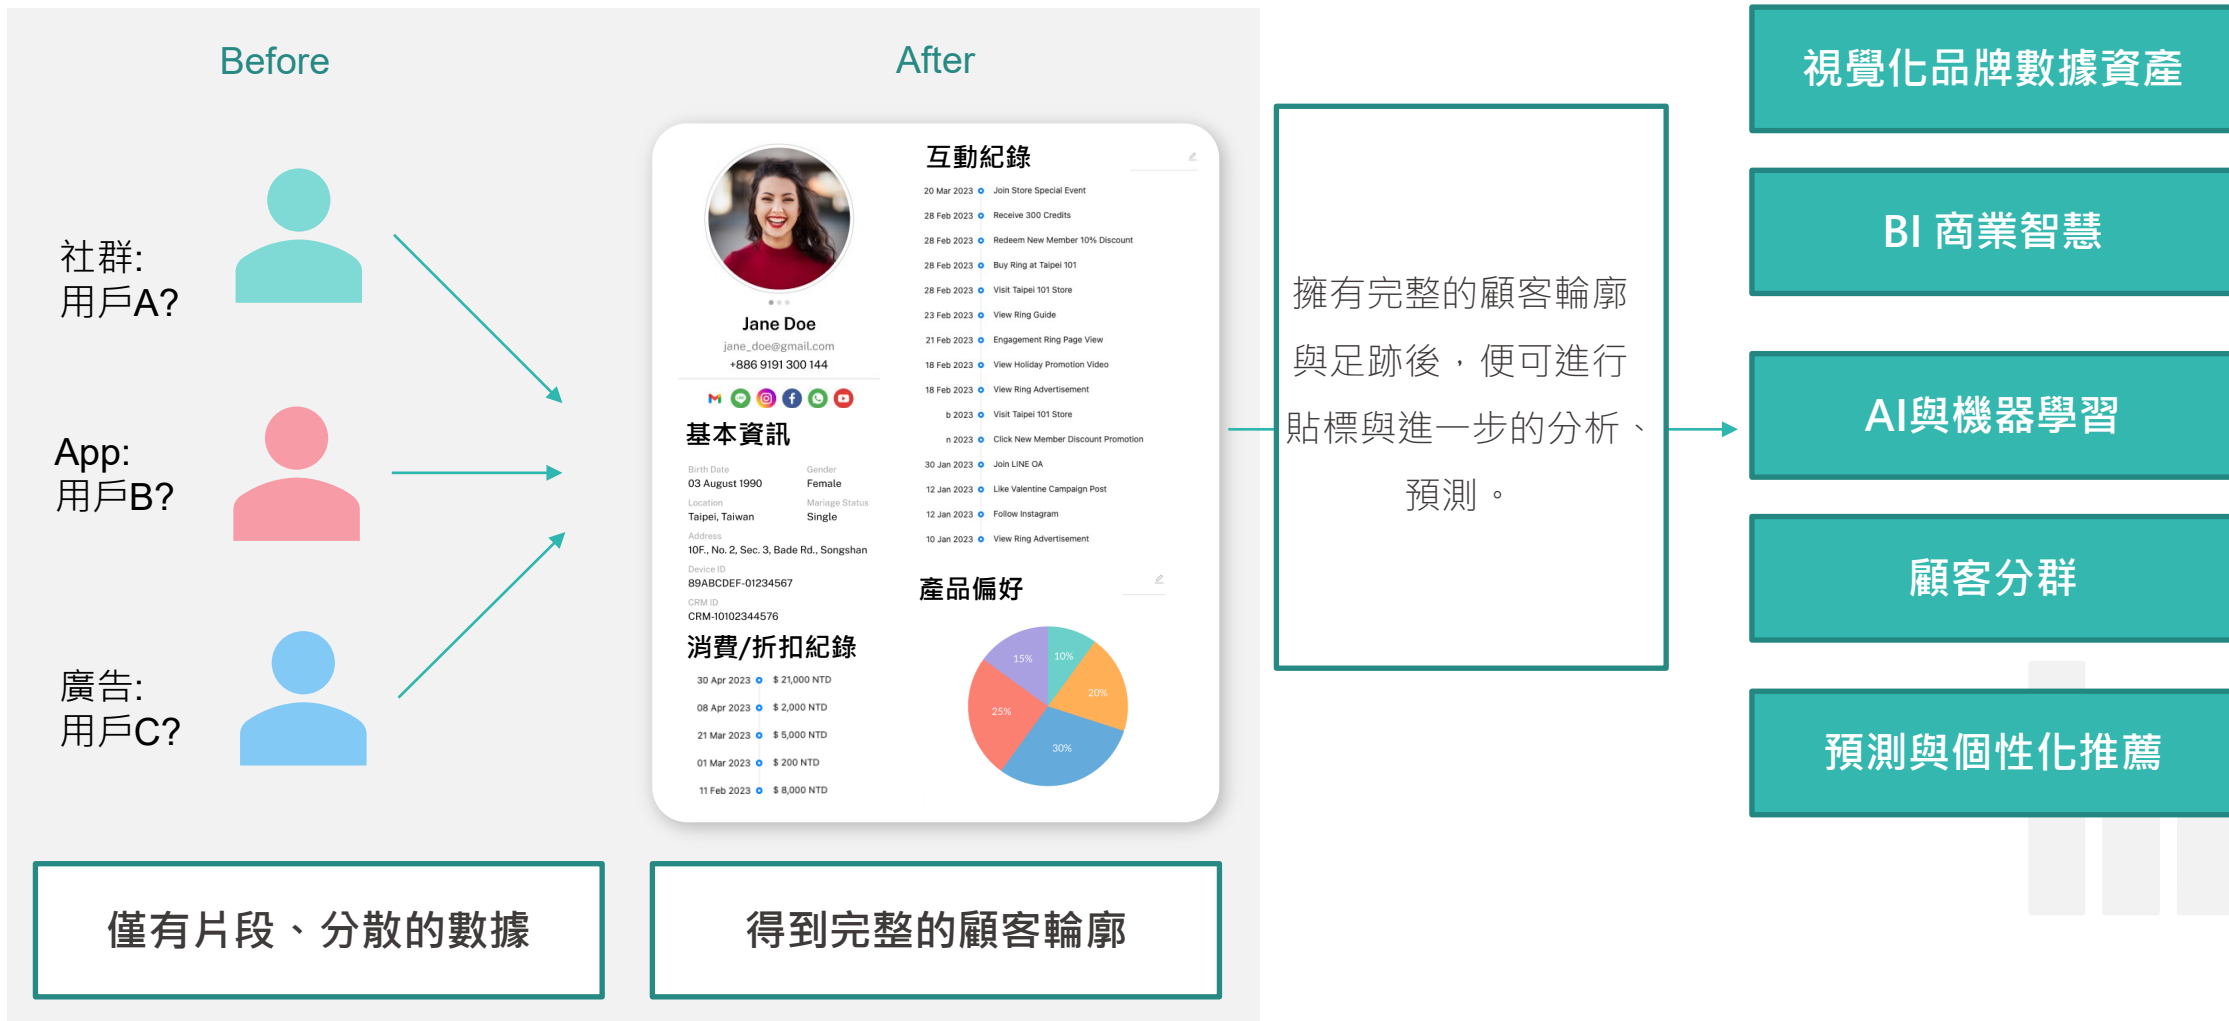 Before
社群:
用戶A?
App:
用戶B?
廣告:
用戶C?
僅有片段、分散的數據
After
Jane Doe
jane_doe@gmail.com
+886 9191 300 144
基本資訊
Birth Date Gender
03 August 1990 Female
Location Mariage Status
Taipei, Taiwan Single
Address
10F., No. 2, Sec. 3, Bade Rd., Songshan
Device ID
89ABCDEF-01234567
CRM ID
CRM-10102344576
消費/折扣紀錄
30 Apr 2023 $ 21,000 NTD
08 Apr 2023 $ 2,000 NTD
21 Mar 2023 $ 5,000 NTD
01 Mar 2023 $ 200 NTD
11 Feb 2023 $ 8,000 NTD
互動紀錄
20 Mar 2023 Join Store Special Event
28 Feb 2023 Receive 300 Credits
28 Feb 2023 Redeem New Member 10% Discount
28 Feb 2023 Buy Ring at Taipei 101
28 Feb 2023 Visit Taipei 101 Store
23 Feb 2023 View Ring Guide
21 Feb 2023 Engagement Ring Page View
18 Feb 2023 View Holiday Promotion Video
18 Feb 2023 View Ring Advertisement
b 2023 Visit Taipei 101 Store
n 2023 Click New Member Discount Promotion
30 Jan 2023 Join LINE OA
12 Jan 2023 Like Valentine Campaign Post
12 Jan 2023 Follow Instagram
10 Jan 2023 View Ring Advertisement
產品偏好
15% 10%
20%
25%
30%
得到完整的顧客輪廓
擁有完整的顧客輪廓
與足跡後，便可進行
貼標與進一步的分析、
預測。
視覺化品牌數據資產
BI 商業智慧
AI與機器學習
顧客分群
預測與個性化推薦